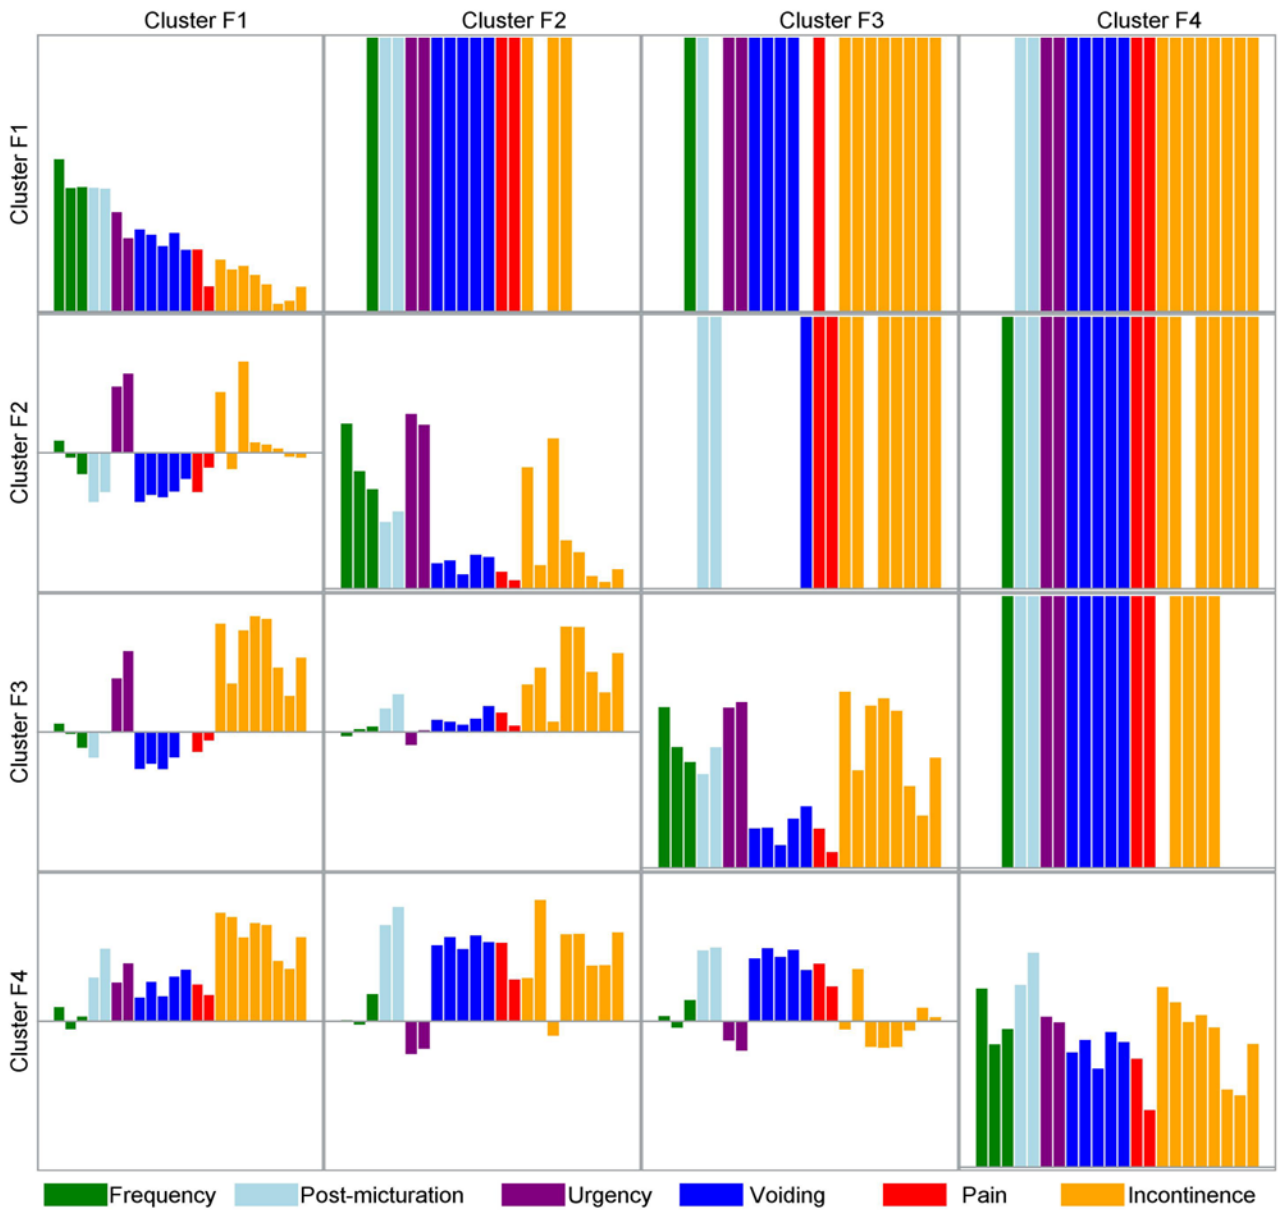 Cluster F1 Cluster F2 Cluster F3 Cluster F4
Cluster F1
Cluster F2
Cluster F3
Cluster F4
Frequency Post-micturation Urgency Voiding Pain Incontinence